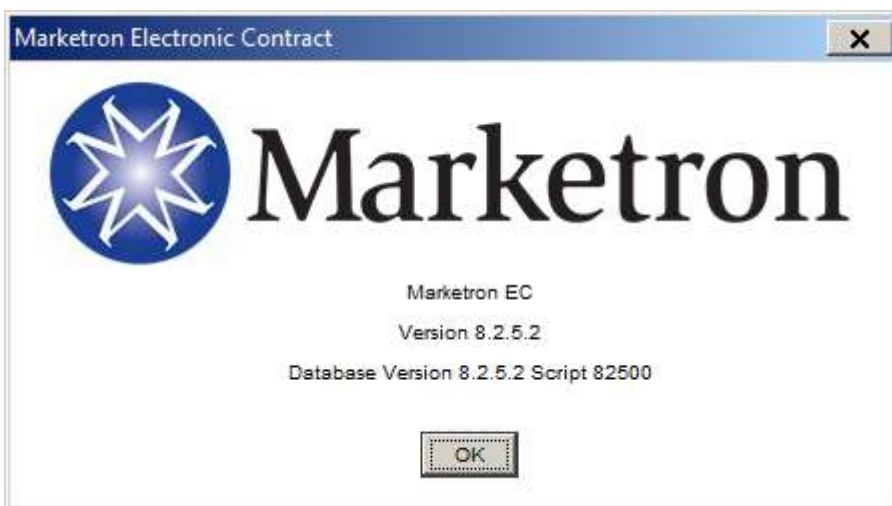 Marketron Electronic Contract
Marketron
Marketron EC
Version 8.2.5.2
Database Version 8.2.5.2 Script 82500
OK